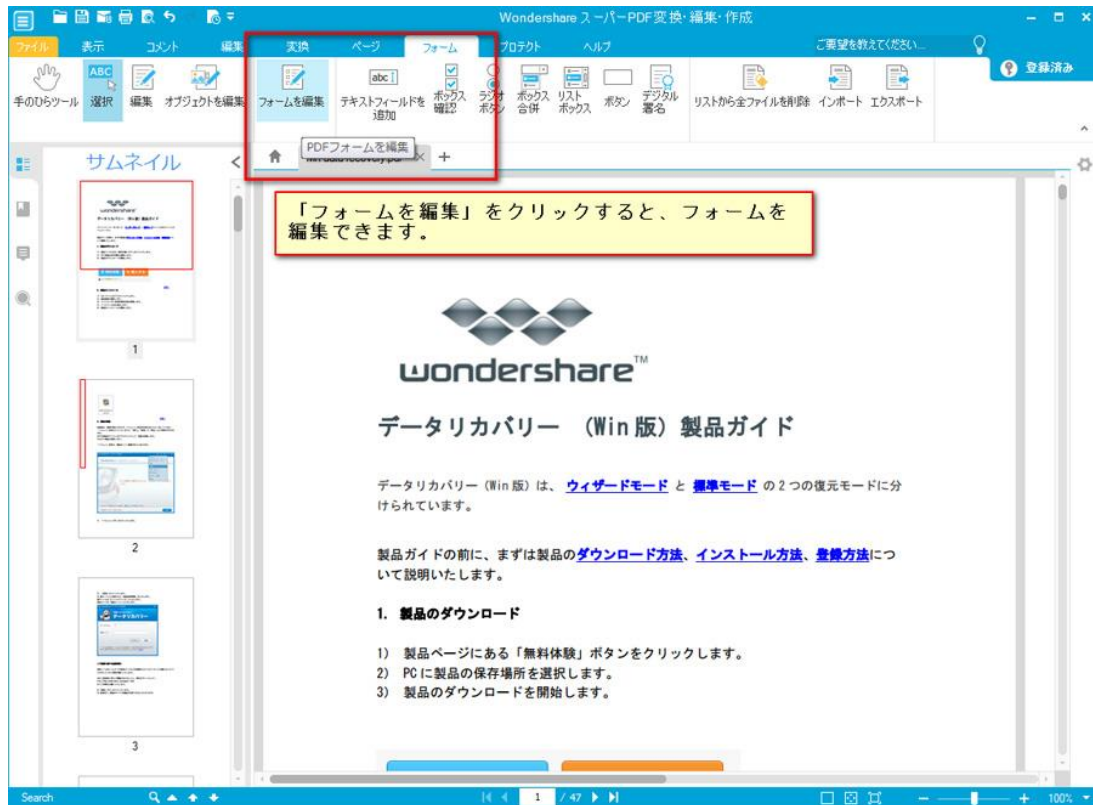 Wondershare スーパーPDF変換・編集・作成
ファイル 表示 コメント 編集 変換 ページ フォーム プロテクト ヘルプ ご要望を教えてください...
登録済み
手のひらツール 選択 編集 オブジェクトを編集 フォームを編集 テキストフィールドを追加 ボックス確認 ラジオボタン ボックス合併 リストボックス ボタン デジタル署名 リストから全ファイルを削除 インポート エクスポート
PDFフォームを編集
サムネイル
「フォームを編集」をクリックすると、フォームを
編集できます。
wondershare™
データリカバリー （Win版）製品ガイド
データリカバリー（Win版）は、 ウィザードモード と 標準モード の2つの復元モードに分
けられています。
製品ガイドの前に、まずは製品のダウンロード方法、インストール方法、登録方法につ
いて説明いたします。
1. 製品のダウンロード
1) 製品ページにある「無料体験」ボタンをクリックします。
2) PCに製品の保存場所を選択します。
3) 製品のダウンロードを開始します。
1
2
3
Search 1 / 47 100%